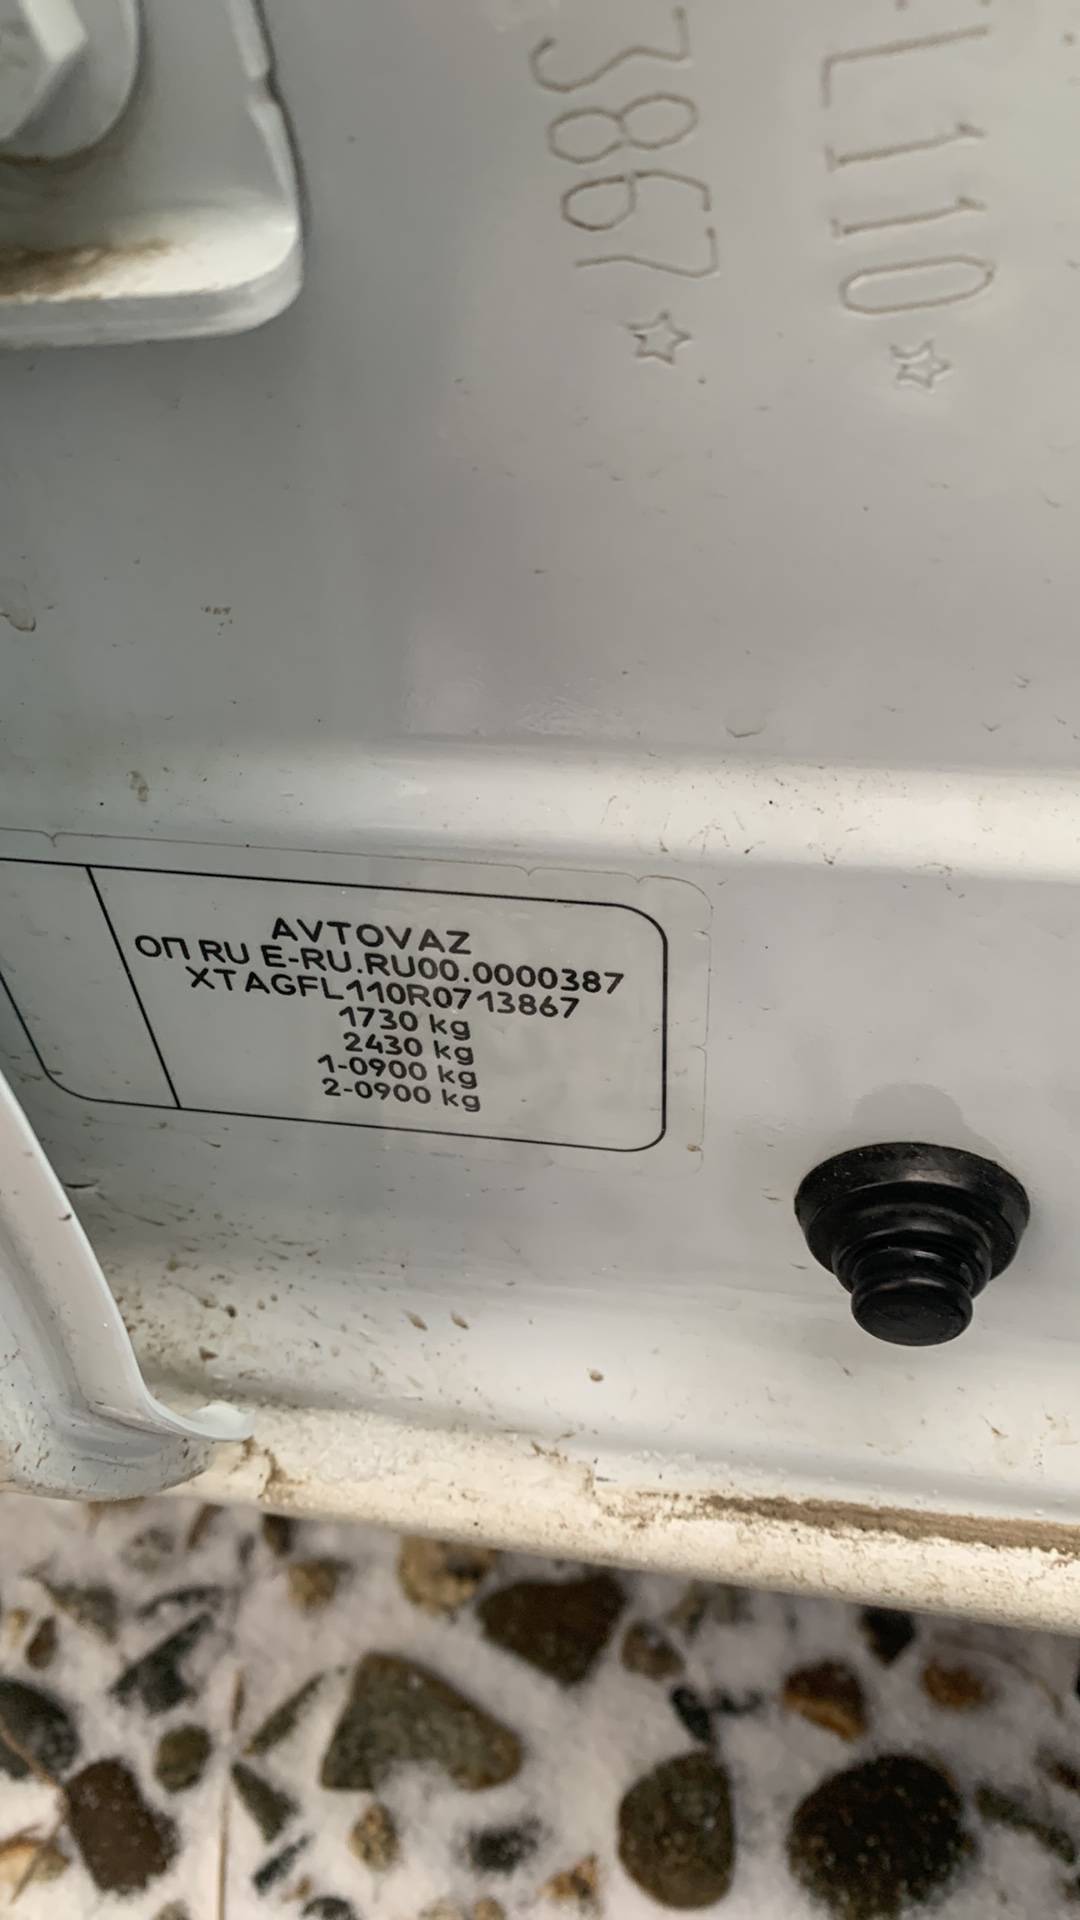 L110☆
3867☆
AVTOVAZ
ОП RU E-RU.RU00.0000387
XTAGFL110R0713867
1730 kg
2430 kg
1-0900 kg
2-0900 kg